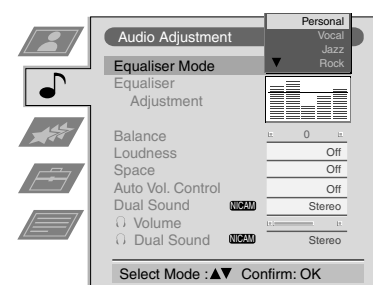 Audio Adjustment
Personal
Vocal
Jazz
▼ Rock
Equaliser Mode
Equaliser
Adjustment
Balance 0
Loudness Off
Space Off
Auto Vol. Control Off
Dual Sound NICAM Stereo
Volume
Dual Sound NICAM Stereo
Select Mode :▲▼ Confirm: OK